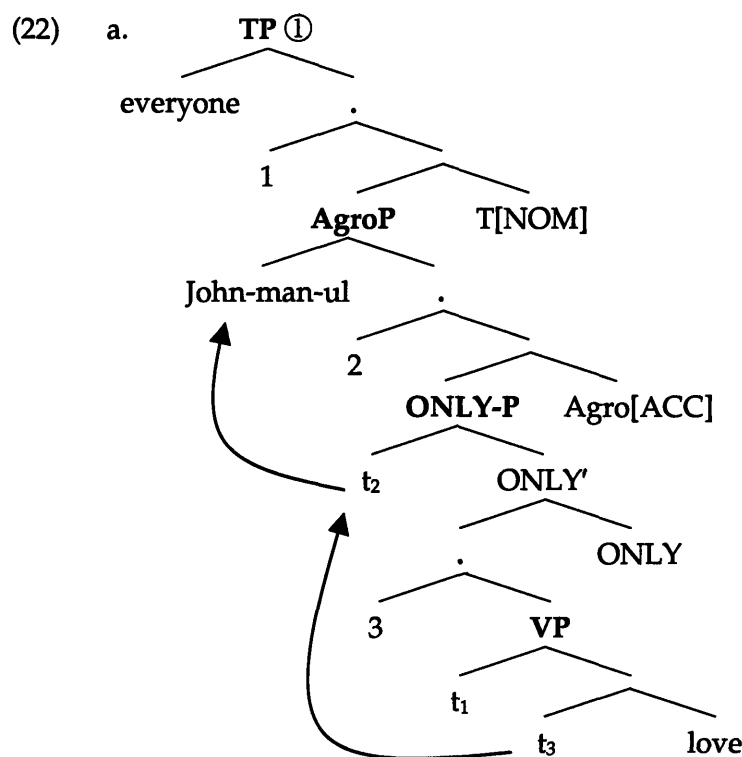 (22) a. TP ①
everyone .
1
AgroP T[NOM]
John-man-ul .
2
ONLY-P Agro[ACC]
t₂ ONLY′
. ONLY
3 VP
t₁
t₃ love